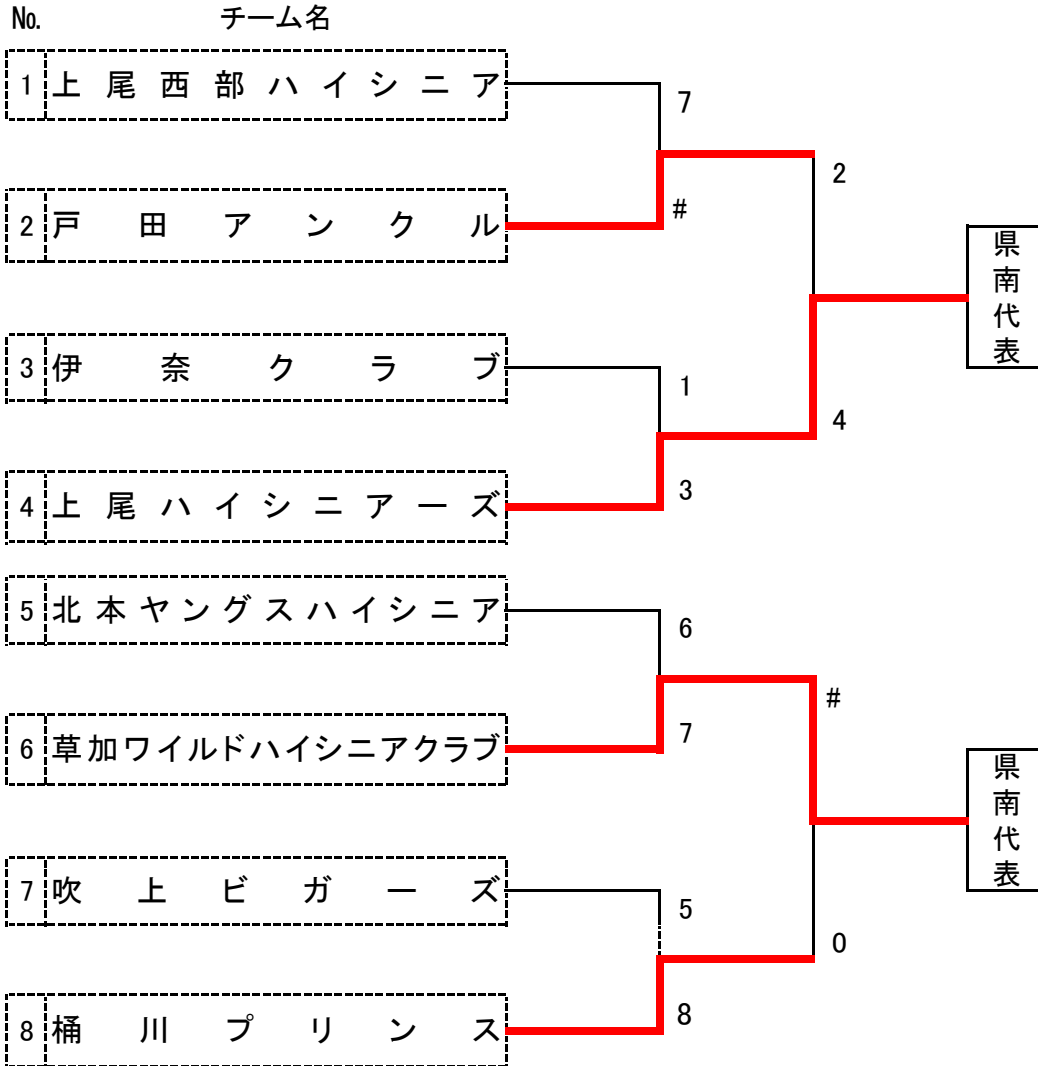 No. チーム名
1 上尾西部ハイシニア
7
2
2 戸田アンクル
#
県南代表
3 伊奈クラブ
1
4
4 上尾ハイシニアーズ
3
5 北本ヤングスハイシニア
6
#
6 草加ワイルドハイシニアクラブ
7
県南代表
7 吹上ビガーズ
5
0
8 桶川プリンス
8